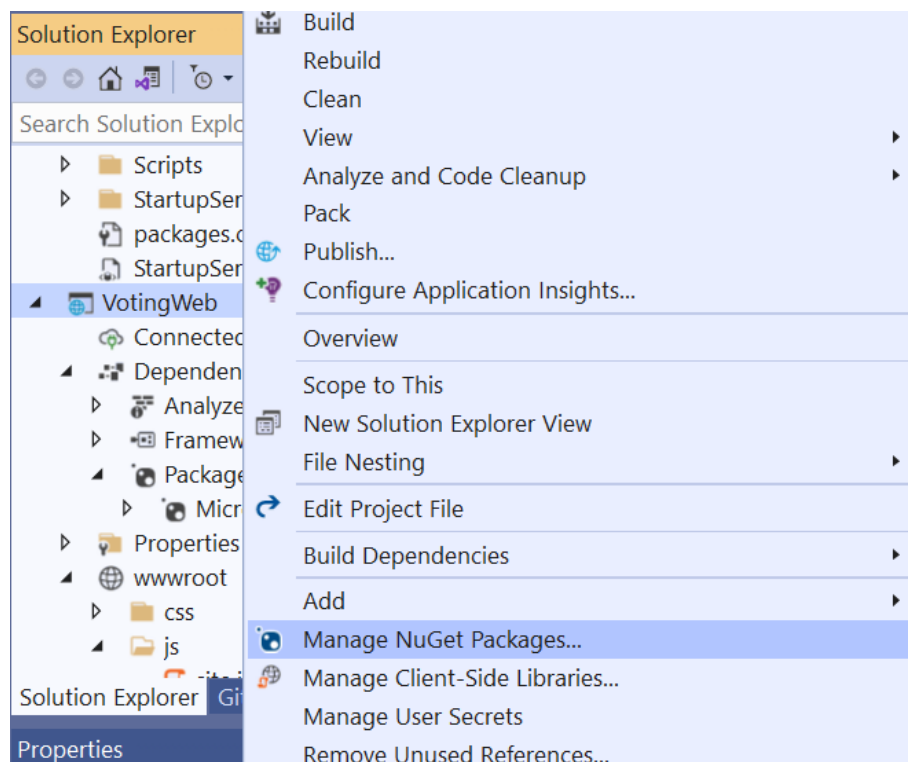 Solution Explorer
Search Solution Explo
Scripts
StartupSer
packages.c
StartupSer
VotingWeb
Connected
Dependen
Analyze
Framew
Package
Micr
Properties
wwwroot
css
js
Solution Explorer Gi
Properties
Build
Rebuild
Clean
View
Analyze and Code Cleanup
Pack
Publish...
Configure Application Insights...
Overview
Scope to This
New Solution Explorer View
File Nesting
Edit Project File
Build Dependencies
Add
Manage NuGet Packages...
Manage Client-Side Libraries...
Manage User Secrets
Remove Unused References...